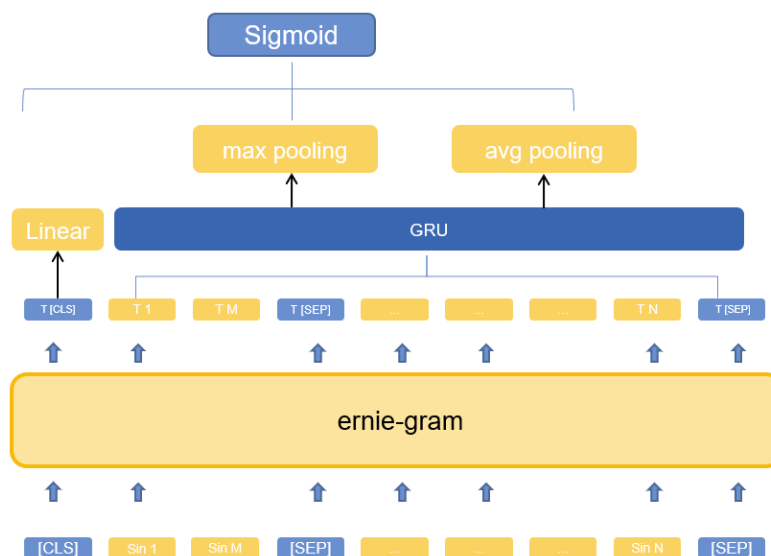 Sigmoid
max pooling
avg pooling
Linear
GRU
T [CLS]
T 1
T M
T [SEP]
...
...
...
T N
T [SEP]
ernie-gram
[CLS]
Sin 1
Sin M
[SEP]
...
...
...
Sin N
[SEP]